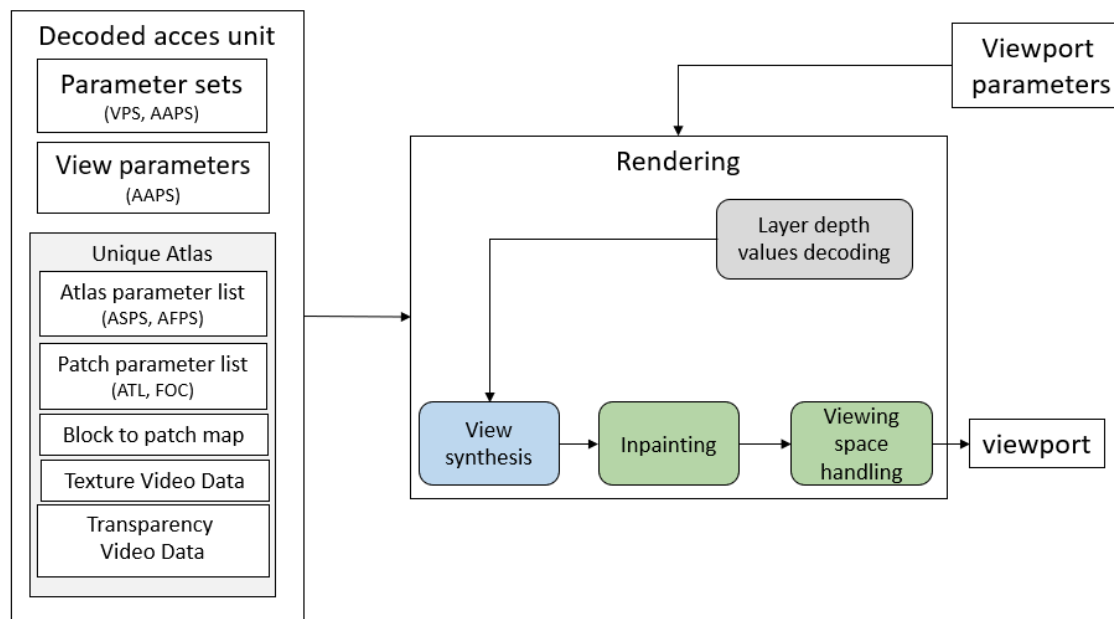 Decoded acces unit
Parameter sets
(VPS, AAPS)
View parameters
(AAPS)
Unique Atlas
Atlas parameter list
(ASPS, AFPS)
Patch parameter list
(ATL, FOC)
Block to patch map
Texture Video Data
Transparency
Video Data
Viewport
parameters
Rendering
Layer depth
values decoding
View
synthesis
Inpainting
Viewing
space
handling
viewport